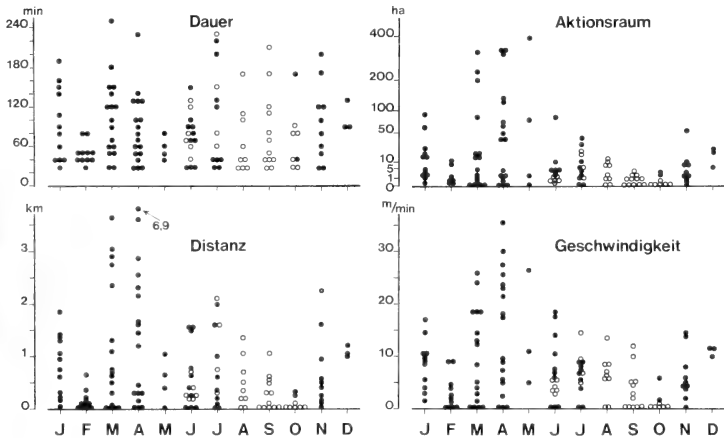 min
Dauer
240
180
120
60
0
ha
Aktionsraum
400
200
100
50
10
5
1
0
km
Distanz
6,9
3
2
1
0
J F M A M J J A S O N D
m/min
Geschwindigkeit
30
20
10
0
J F M A M J J A S O N D